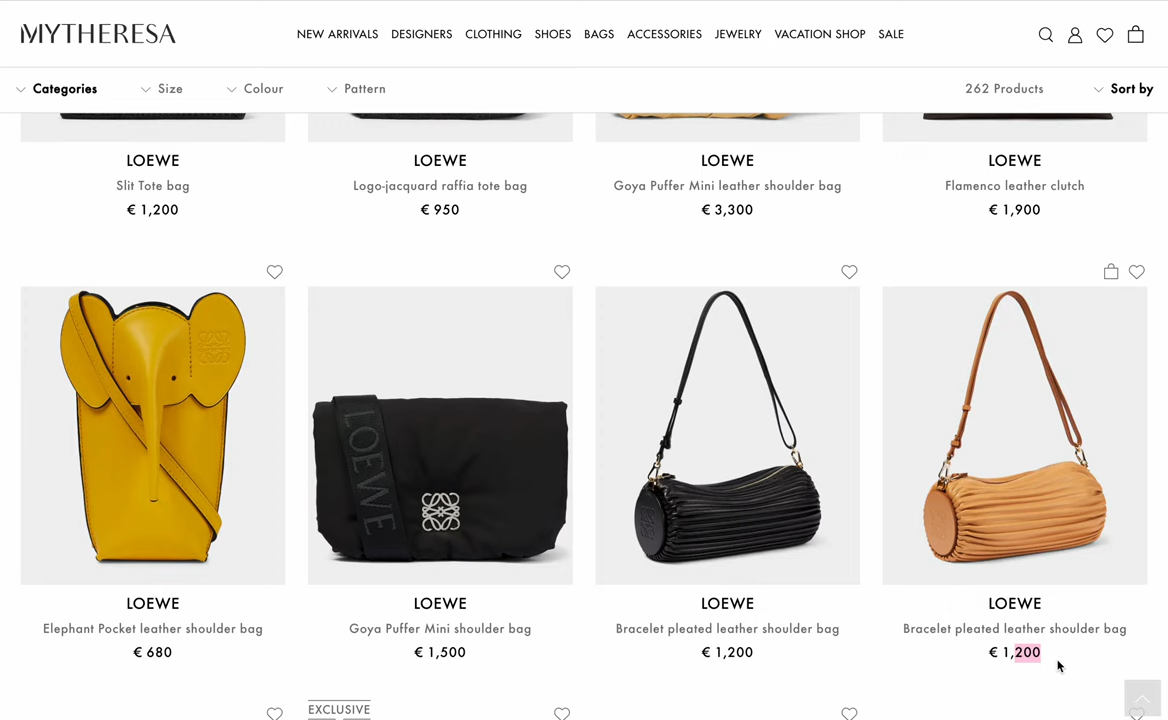 MYTHERESA
NEW ARRIVALS DESIGNERS CLOTHING SHOES BAGS ACCESSORIES JEWELRY VACATION SHOP SALE
Categories Size Colour Pattern 262 Products Sort by
LOEWE LOEWE LOEWE LOEWE
Slit Tote bag Logo-jacquard raffia tote bag Goya Puffer Mini leather shoulder bag Flamenco leather clutch
€ 1,200 € 950 € 3,300 € 1,900
LOEWE
LOEWE LOEWE LOEWE LOEWE
Elephant Pocket leather shoulder bag Goya Puffer Mini shoulder bag Bracelet pleated leather shoulder bag Bracelet pleated leather shoulder bag
€ 680 € 1,500 € 1,200 € 1,200
EXCLUSIVE